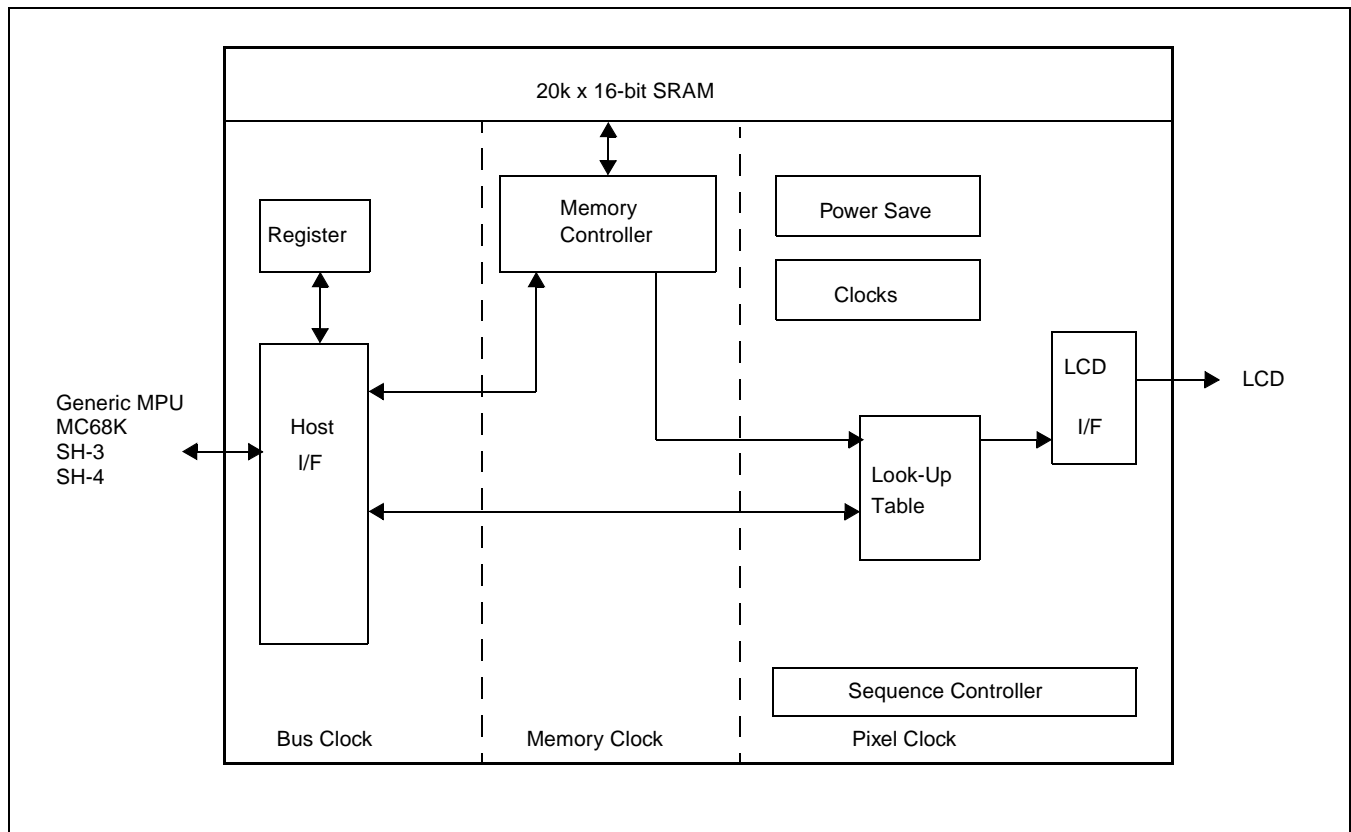 20k x 16-bit SRAM
Register
Memory
Controller
Power Save
Clocks
Generic MPU
MC68K
SH-3
SH-4
Host
I/F
Look-Up
Table
LCD
I/F
LCD
Sequence Controller
Bus Clock
Memory Clock
Pixel Clock